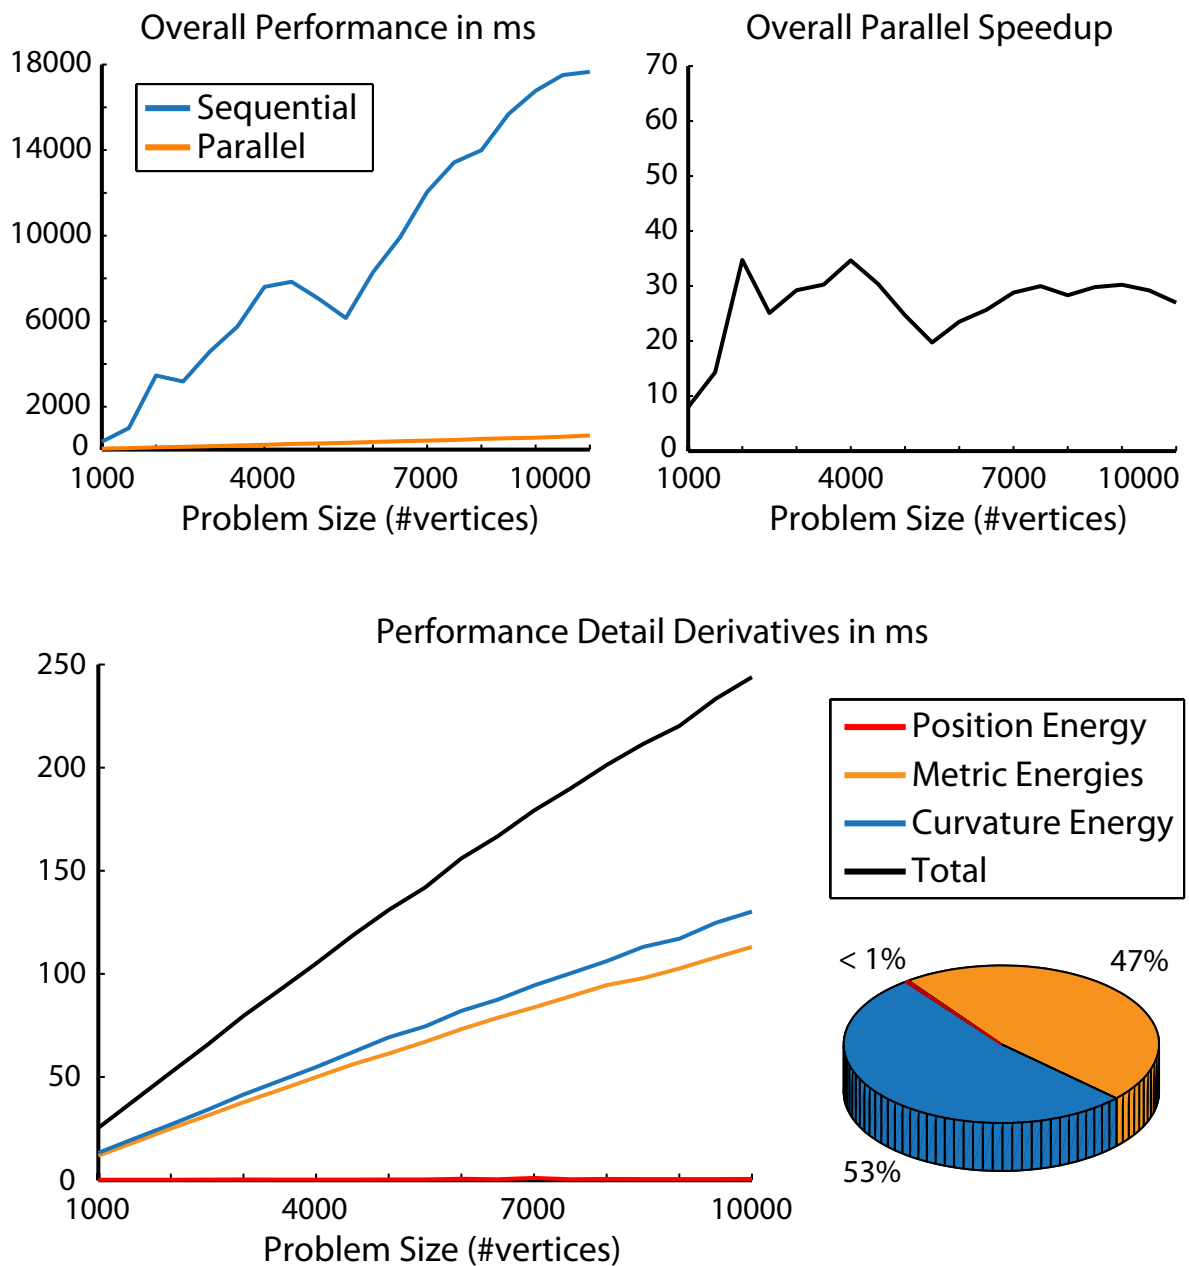 Overall Performance in ms
18000
14000
10000
6000
2000
0
Sequential
Parallel
1000 4000 7000 10000
Problem Size (#vertices)
Overall Parallel Speedup
70
60
50
40
30
20
10
0
1000 4000 7000 10000
Problem Size (#vertices)
Performance Detail Derivatives in ms
250
200
150
100
50
0
1000 4000 7000 10000
Problem Size (#vertices)
Position Energy
Metric Energies
Curvature Energy
Total
< 1%
47%
53%